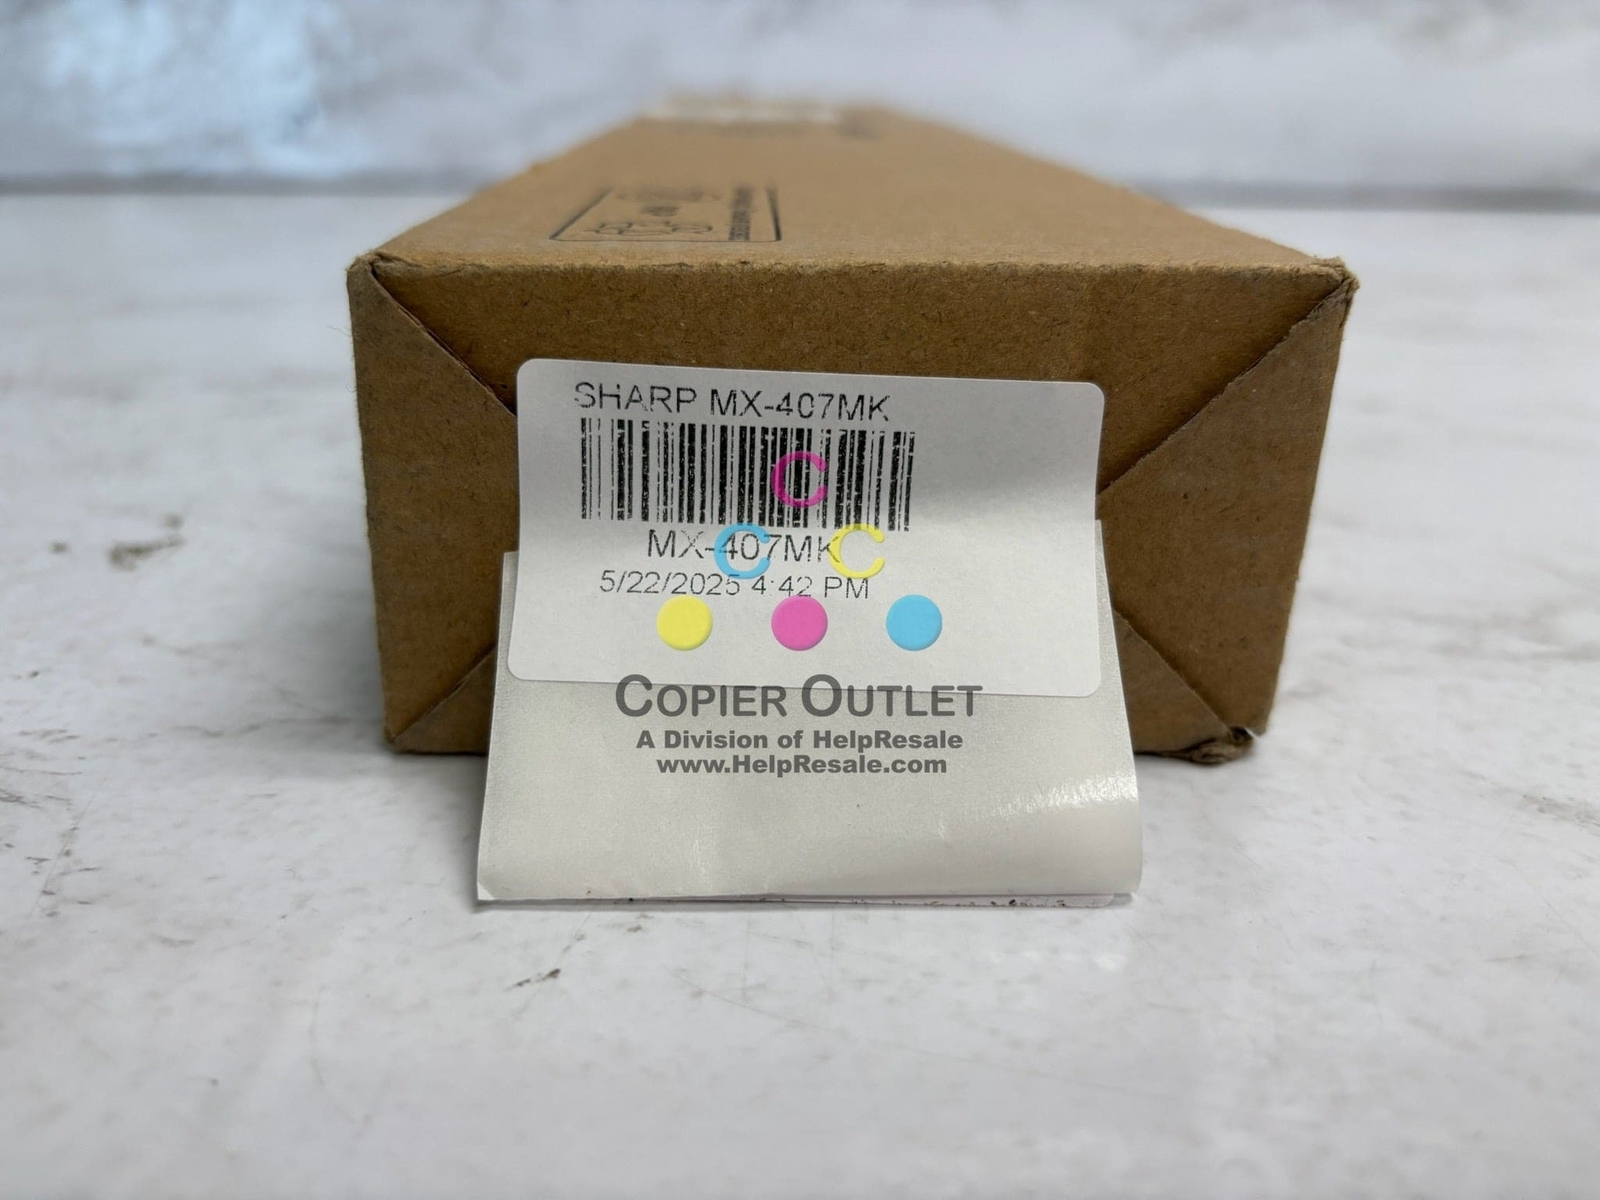 SHARP MX-407MK
MX-407MK
5/22/2025 4:42 PM
C
C C
COPIER OUTLET
A Division of HelpResale
www.HelpResale.com